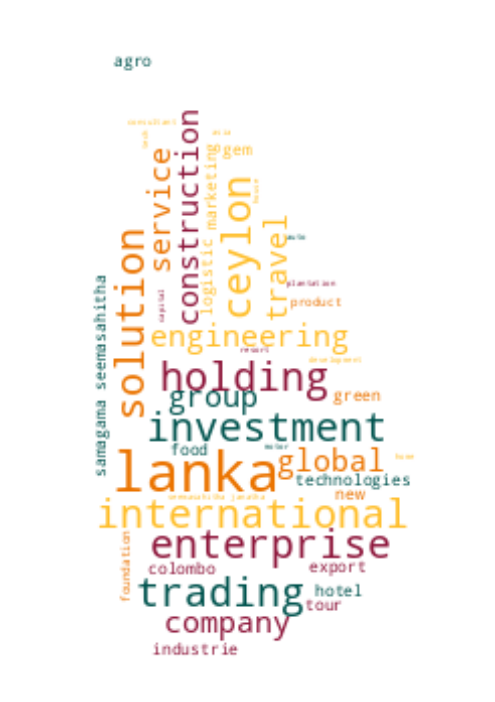 agro
consultant
tech
asia
construction
service
logistic marketing
gem
ceylon
house
travel
auto
solution
samagama seemasahitha
capital
plantation
product
engineering
resort
development
holding
group
green
investment
motor
food
home
lanka
global
technologies
new
seemasahitha janatha
international
foundation
enterprise
colombo
export
trading
hotel
tour
company
industrie